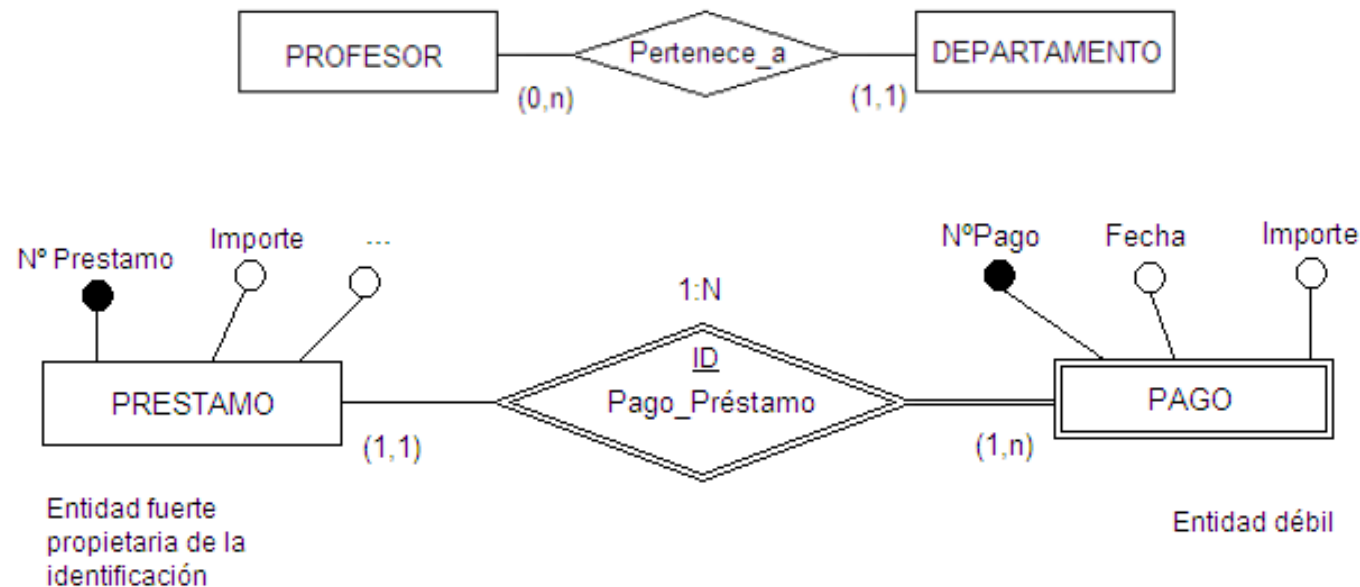 PROFESOR
Pertenece_a
DEPARTAMENTO
(0,n)
(1,1)
Nº Prestamo
Importe
...
NºPago
Fecha
Importe
1:N
ID
PRESTAMO
Pago_Préstamo
PAGO
(1,1)
(1,n)
Entidad fuerte
propietaria de la
identificación
Entidad débil